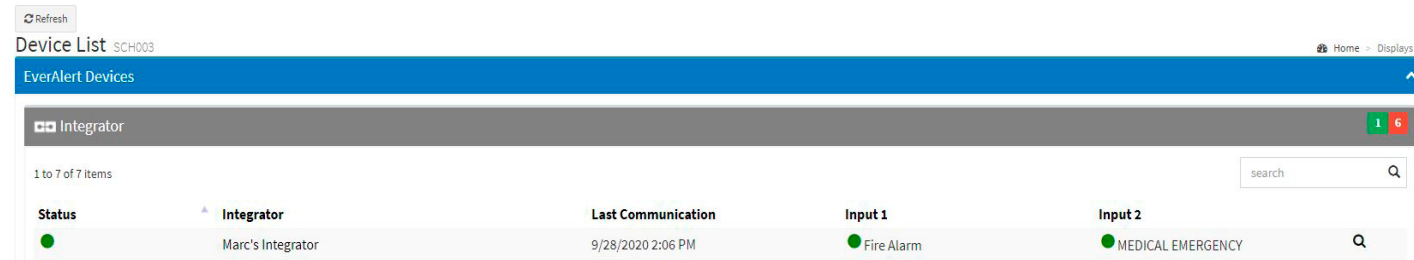 Refresh
Device List SCH003
Home > Displays
EverAlert Devices
Integrator 1 6
1 to 7 of 7 items search
Status Integrator Last Communication Input 1 Input 2
Marc's Integrator 9/28/2020 2:06 PM Fire Alarm MEDICAL EMERGENCY